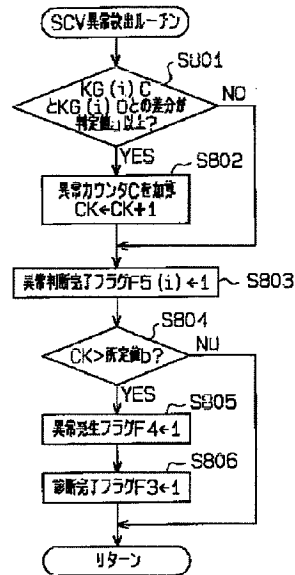 SCV異常検出ルーチン
S801
KG(i)C
とKG(i)Oとの差分が
判定値 以上?
NO
YES
S802
異常カウンタCを加算
CK←CK+1
異常判断完了フラグF5(i)←1
S803
S804
CK>所定値b?
NO
YES
S805
異常発生フラグF4←1
S806
診断完了フラグF3←1
リターン